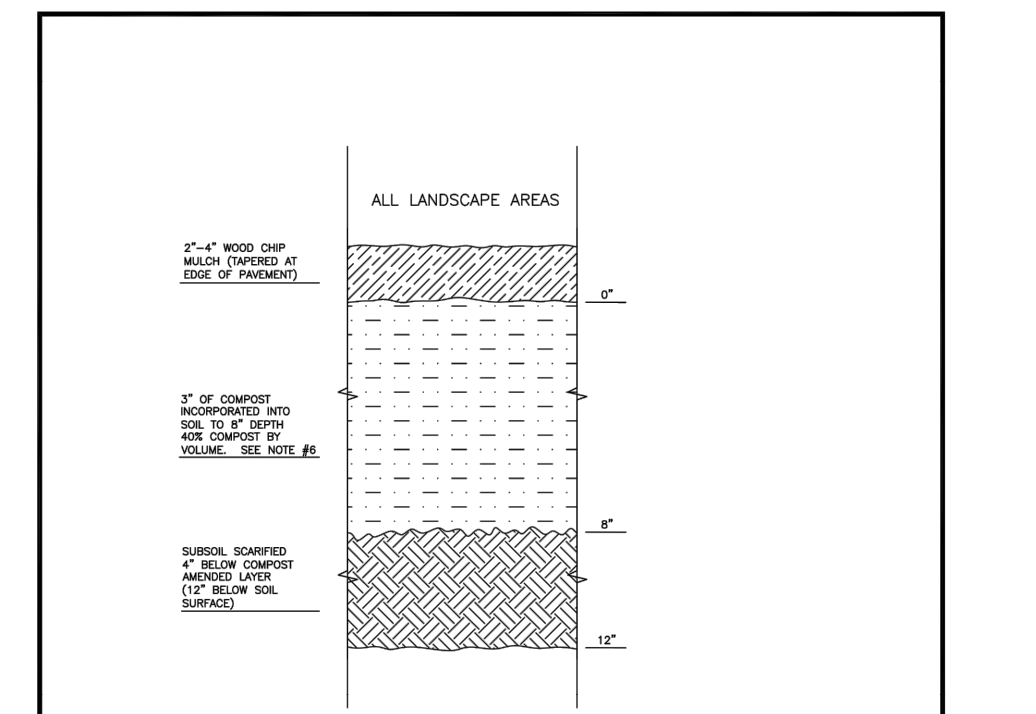 ALL LANDSCAPE AREAS
2"–4" WOOD CHIP
MULCH (TAPERED AT
EDGE OF PAVEMENT)
0"
3" OF COMPOST
INCORPORATED INTO
SOIL TO 8" DEPTH
40% COMPOST BY
VOLUME. SEE NOTE #6
8"
SUBSOIL SCARIFIED
4" BELOW COMPOST
AMENDED LAYER
(12" BELOW SOIL
SURFACE)
12"